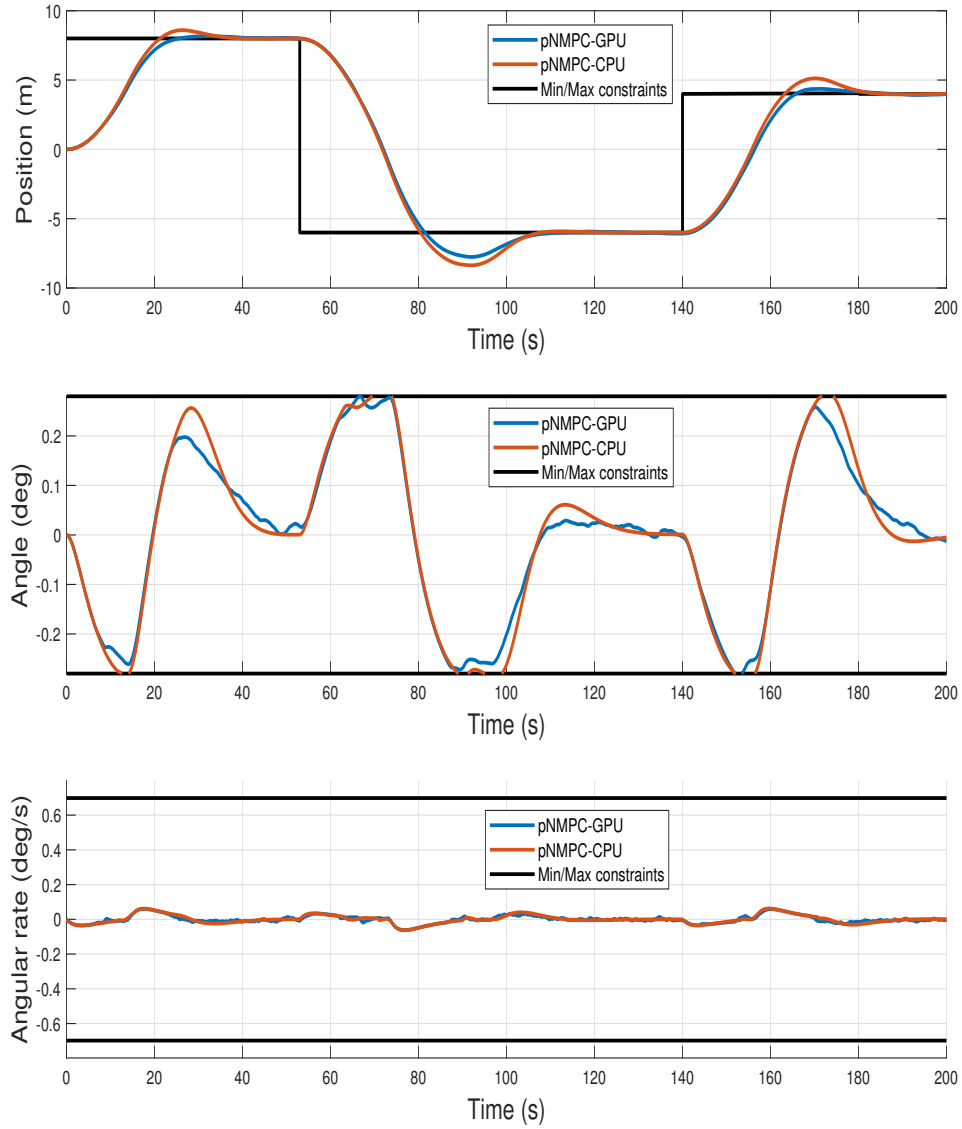 10
5
0
-5
-10
Position (m)
pNMPC-GPU
pNMPC-CPU
Min/Max constraints
0 20 40 60 80 100 120 140 160 180 200
Time (s)
0.2
0.1
0
-0.1
-0.2
Angle (deg)
pNMPC-GPU
pNMPC-CPU
Min/Max constraints
0 20 40 60 80 100 120 140 160 180 200
Time (s)
0.6
0.4
0.2
0
-0.2
-0.4
-0.6
Angular rate (deg/s)
pNMPC-GPU
pNMPC-CPU
Min/Max constraints
0 20 40 60 80 100 120 140 160 180 200
Time (s)